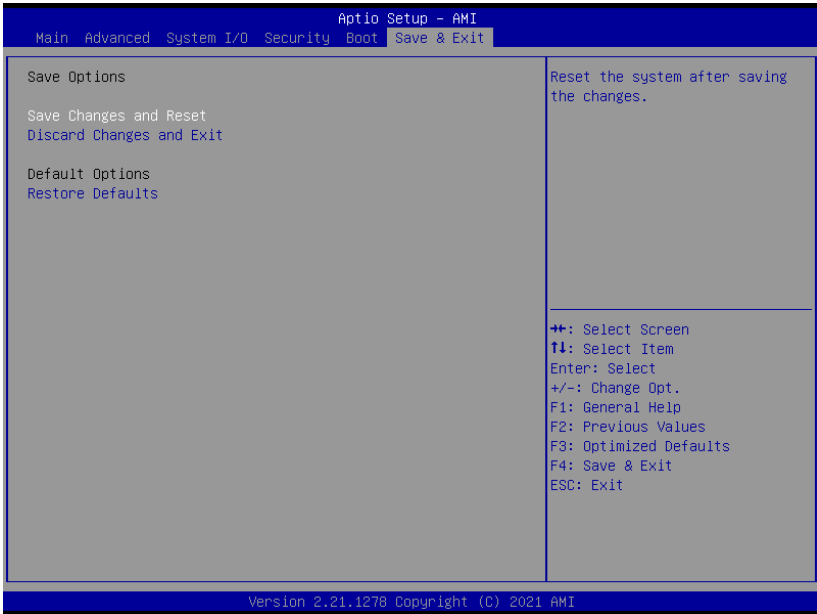 Aptio Setup – AMI
Main Advanced System I/O Security Boot Save & Exit
Save Options
Save Changes and Reset
Discard Changes and Exit
Default Options
Restore Defaults
Reset the system after saving
the changes.
→←: Select Screen
↑↓: Select Item
Enter: Select
+/-: Change Opt.
F1: General Help
F2: Previous Values
F3: Optimized Defaults
F4: Save & Exit
ESC: Exit
Version 2.21.1278 Copyright (C) 2021 AMI